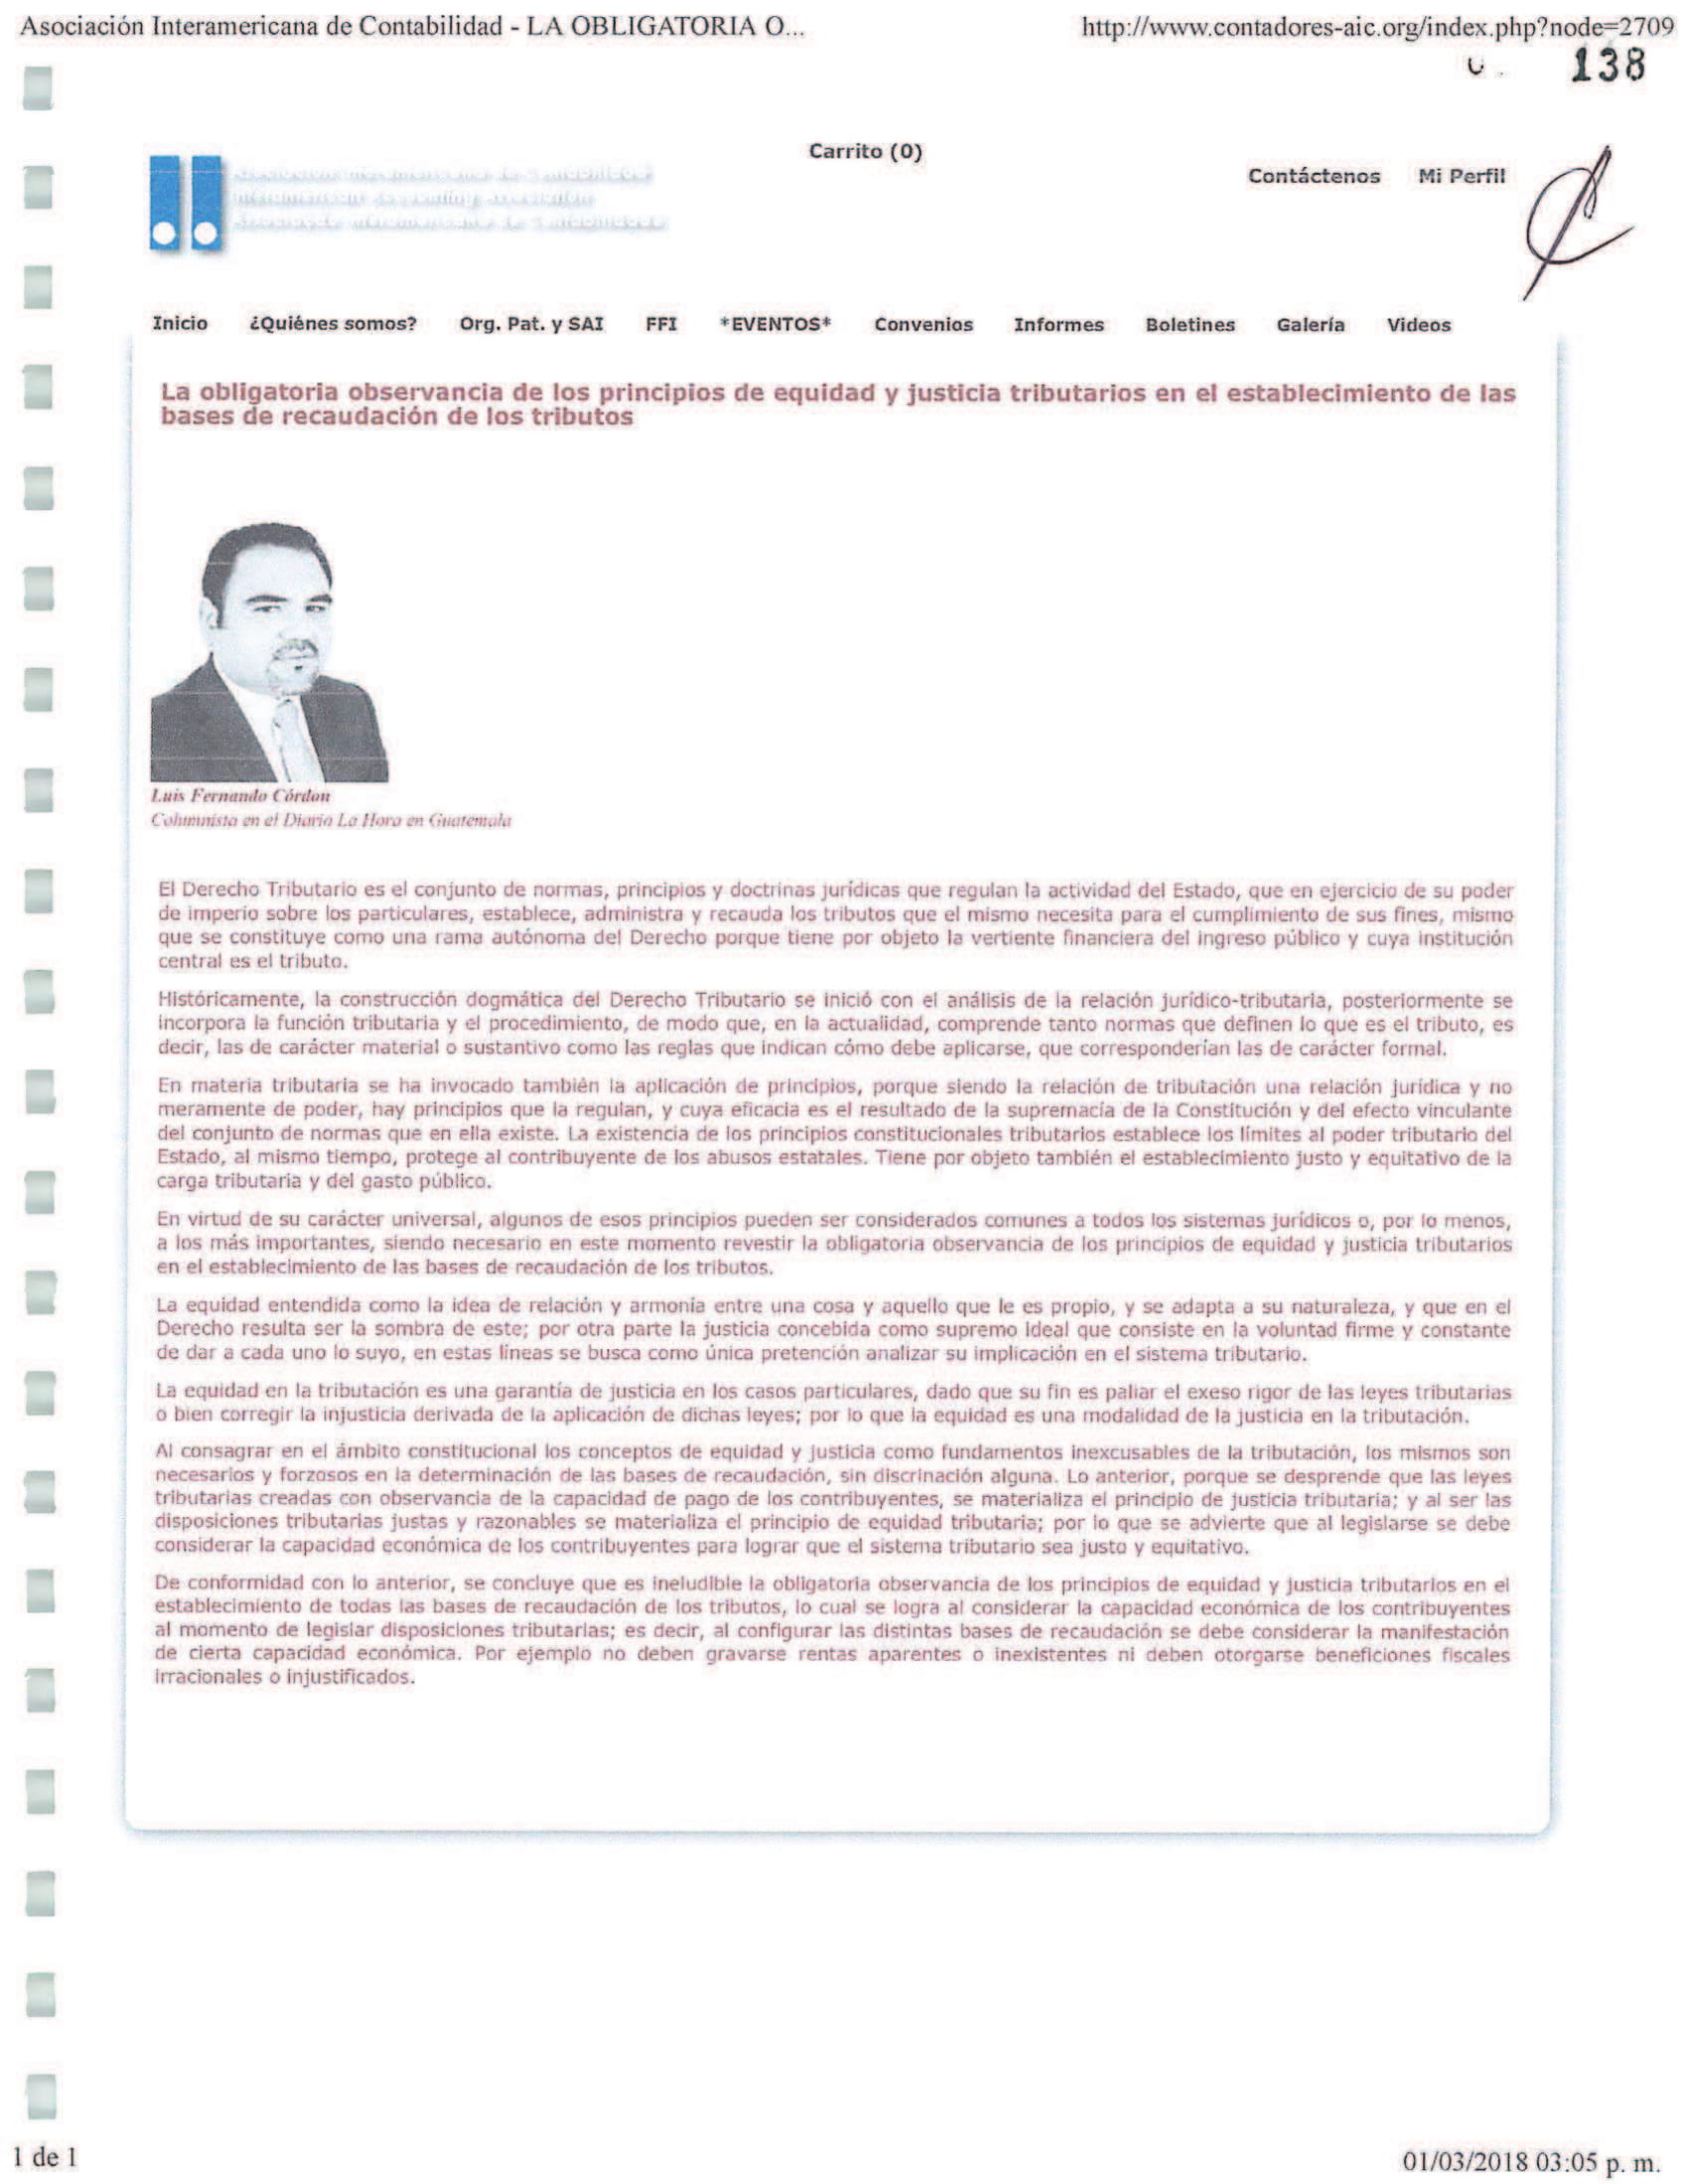 Asociación Interamericana de Contabilidad - LA OBLIGATORIA O...
http://www.contadores-aic.org/index.php?node=2709
138
Carrito (0)
Contáctenos Mi Perfil
Inicio ¿Quiénes somos? Org. Pat. y SAI FFI *EVENTOS* Convenios Informes Boletines Galería Videos
La obligatoria observancia de los principios de equidad y justicia tributarios en el establecimiento de las
bases de recaudación de los tributos
Luis Fernando Córdon
Columnista en el Diario La Hora en Guatemala
El Derecho Tributario es el conjunto de normas, principios y doctrinas jurídicas que regulan la actividad del Estado, que en ejercicio de su poder
de imperio sobre los particulares, establece, administra y recauda los tributos que el mismo necesita para el cumplimiento de sus fines, mismo
que se constituye como una rama autónoma del Derecho porque tiene por objeto la vertiente financiera del ingreso público y cuya institución
central es el tributo.
Históricamente, la construcción dogmática del Derecho Tributario se inició con el análisis de la relación jurídico-tributaria, posteriormente se
incorpora la función tributaria y el procedimiento, de modo que, en la actualidad, comprende tanto normas que definen lo que es el tributo, es
decir, las de carácter material o sustantivo como las reglas que indican cómo debe aplicarse, que corresponderían las de carácter formal.
En materia tributaria se ha invocado también la aplicación de principios, porque siendo la relación de tributación una relación jurídica y no
meramente de poder, hay principios que la regulan, y cuya eficacia es el resultado de la supremacía de la Constitución y del efecto vinculante
del conjunto de normas que en ella existe. La existencia de los principios constitucionales tributarios establece los límites al poder tributario del
Estado, al mismo tiempo, protege al contribuyente de los abusos estatales. Tiene por objeto también el establecimiento justo y equitativo de la
carga tributaria y del gasto público.
En virtud de su carácter universal, algunos de esos principios pueden ser considerados comunes a todos los sistemas jurídicos o, por lo menos,
a los más importantes, siendo necesario en este momento revestir la obligatoria observancia de los principios de equidad y justicia tributarios
en el establecimiento de las bases de recaudación de los tributos.
La equidad entendida como la idea de relación y armonía entre una cosa y aquello que le es propio, y se adapta a su naturaleza, y que en el
Derecho resulta ser la sombra de este; por otra parte la justicia concebida como supremo ideal que consiste en la voluntad firme y constante
de dar a cada uno lo suyo, en estas líneas se busca como única pretención analizar su implicación en el sistema tributario.
La equidad en la tributación es una garantía de justicia en los casos particulares, dado que su fin es paliar el exeso rigor de las leyes tributarias
o bien corregir la injusticia derivada de la aplicación de dichas leyes; por lo que la equidad es una modalidad de la justicia en la tributación.
Al consagrar en el ámbito constitucional los conceptos de equidad y justicia como fundamentos inexcusables de la tributación, los mismos son
necesarios y forzosos en la determinación de las bases de recaudación, sin discrinación alguna. Lo anterior, porque se desprende que las leyes
tributarias creadas con observancia de la capacidad de pago de los contribuyentes, se materializa el principio de justicia tributaria; y al ser las
disposiciones tributarias justas y razonables se materializa el principio de equidad tributaria; por lo que se advierte que al legislarse se debe
considerar la capacidad económica de los contribuyentes para lograr que el sistema tributario sea justo y equitativo.
De conformidad con lo anterior, se concluye que es ineludible la obligatoria observancia de los principios de equidad y justicia tributarios en el
establecimiento de todas las bases de recaudación de los tributos, lo cual se logra al considerar la capacidad económica de los contribuyentes
al momento de legislar disposiciones tributarias; es decir, al configurar las distintas bases de recaudación se debe considerar la manifestación
de cierta capacidad económica. Por ejemplo no deben gravarse rentas aparentes o inexistentes ni deben otorgarse beneficiones fiscales
irracionales o injustificados.
1 de 1
01/03/2018 03:05 p. m.